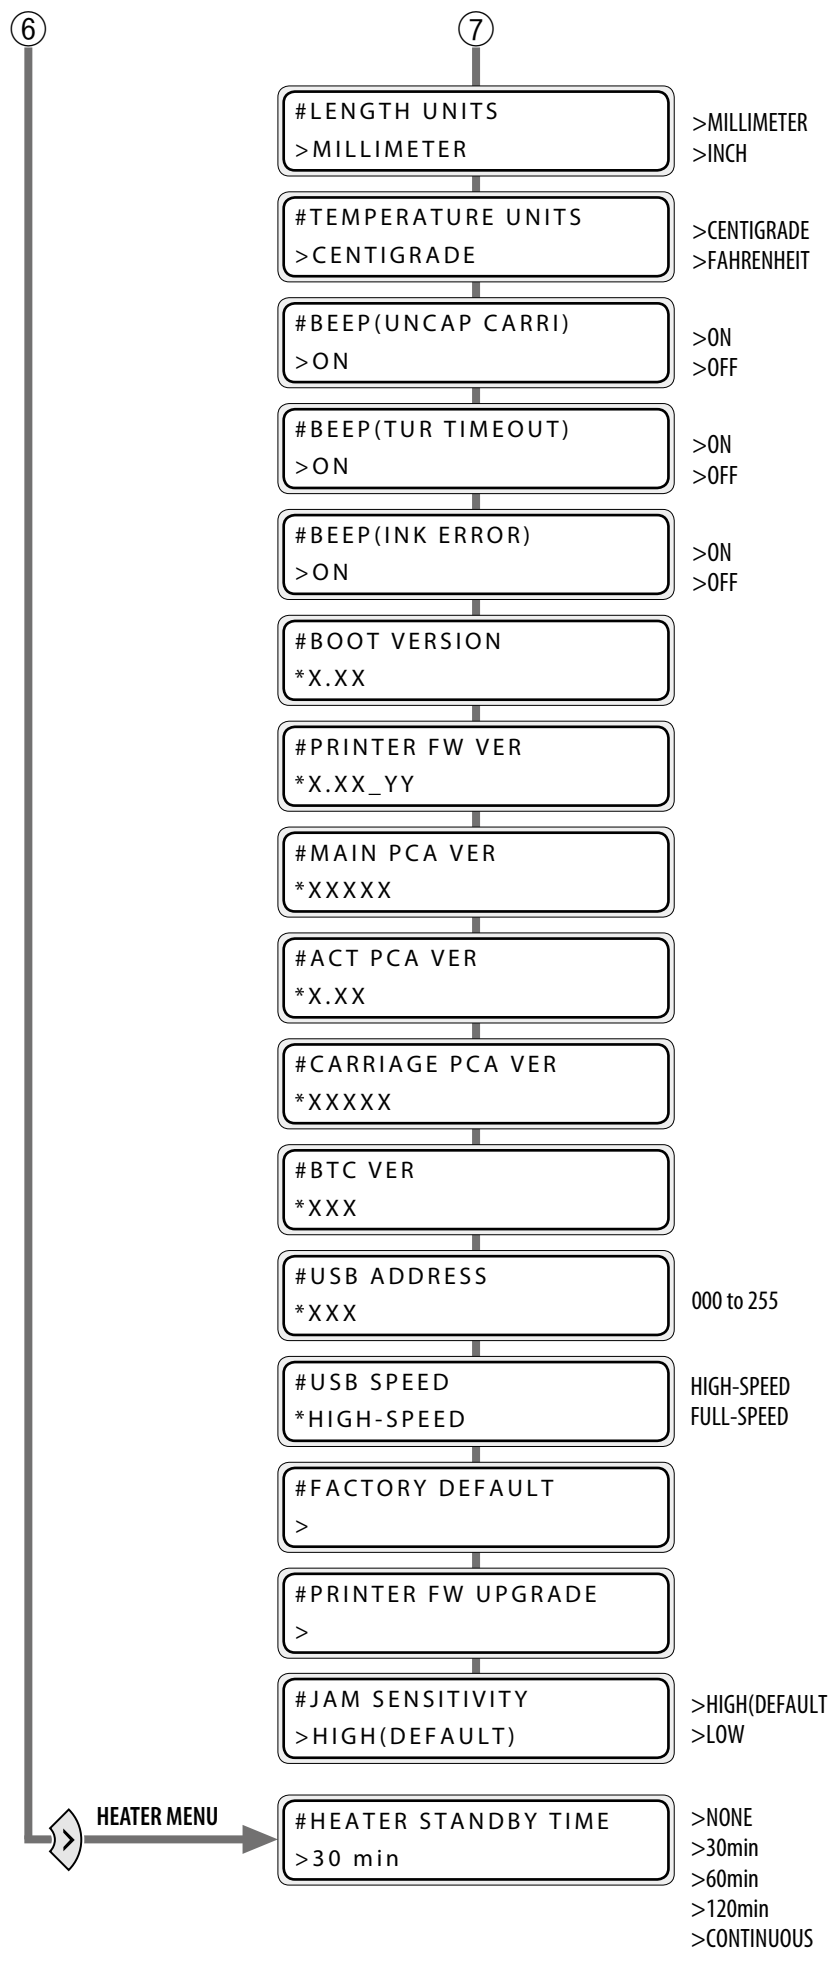 6
7
#LENGTH UNITS
>MILLIMETER
>MILLIMETER
>INCH
#TEMPERATURE UNITS
>CENTIGRADE
>CENTIGRADE
>FAHRENHEIT
#BEEP(UNCAP CARRI)
>ON
>ON
>OFF
#BEEP(TUR TIMEOUT)
>ON
>ON
>OFF
#BEEP(INK ERROR)
>ON
>ON
>OFF
#BOOT VERSION
*X.XX
#PRINTER FW VER
*X.XX_YY
#MAIN PCA VER
*XXXXX
#ACT PCA VER
*X.XX
#CARRIAGE PCA VER
*XXXXX
#BTC VER
*XXX
#USB ADDRESS
*XXX
000 to 255
#USB SPEED
*HIGH-SPEED
HIGH-SPEED
FULL-SPEED
#FACTORY DEFAULT
>
#PRINTER FW UPGRADE
>
#JAM SENSITIVITY
>HIGH(DEFAULT)
>HIGH(DEFAULT
>LOW
HEATER MENU
#HEATER STANDBY TIME
>30 min
>NONE
>30min
>60min
>120min
>CONTINUOUS